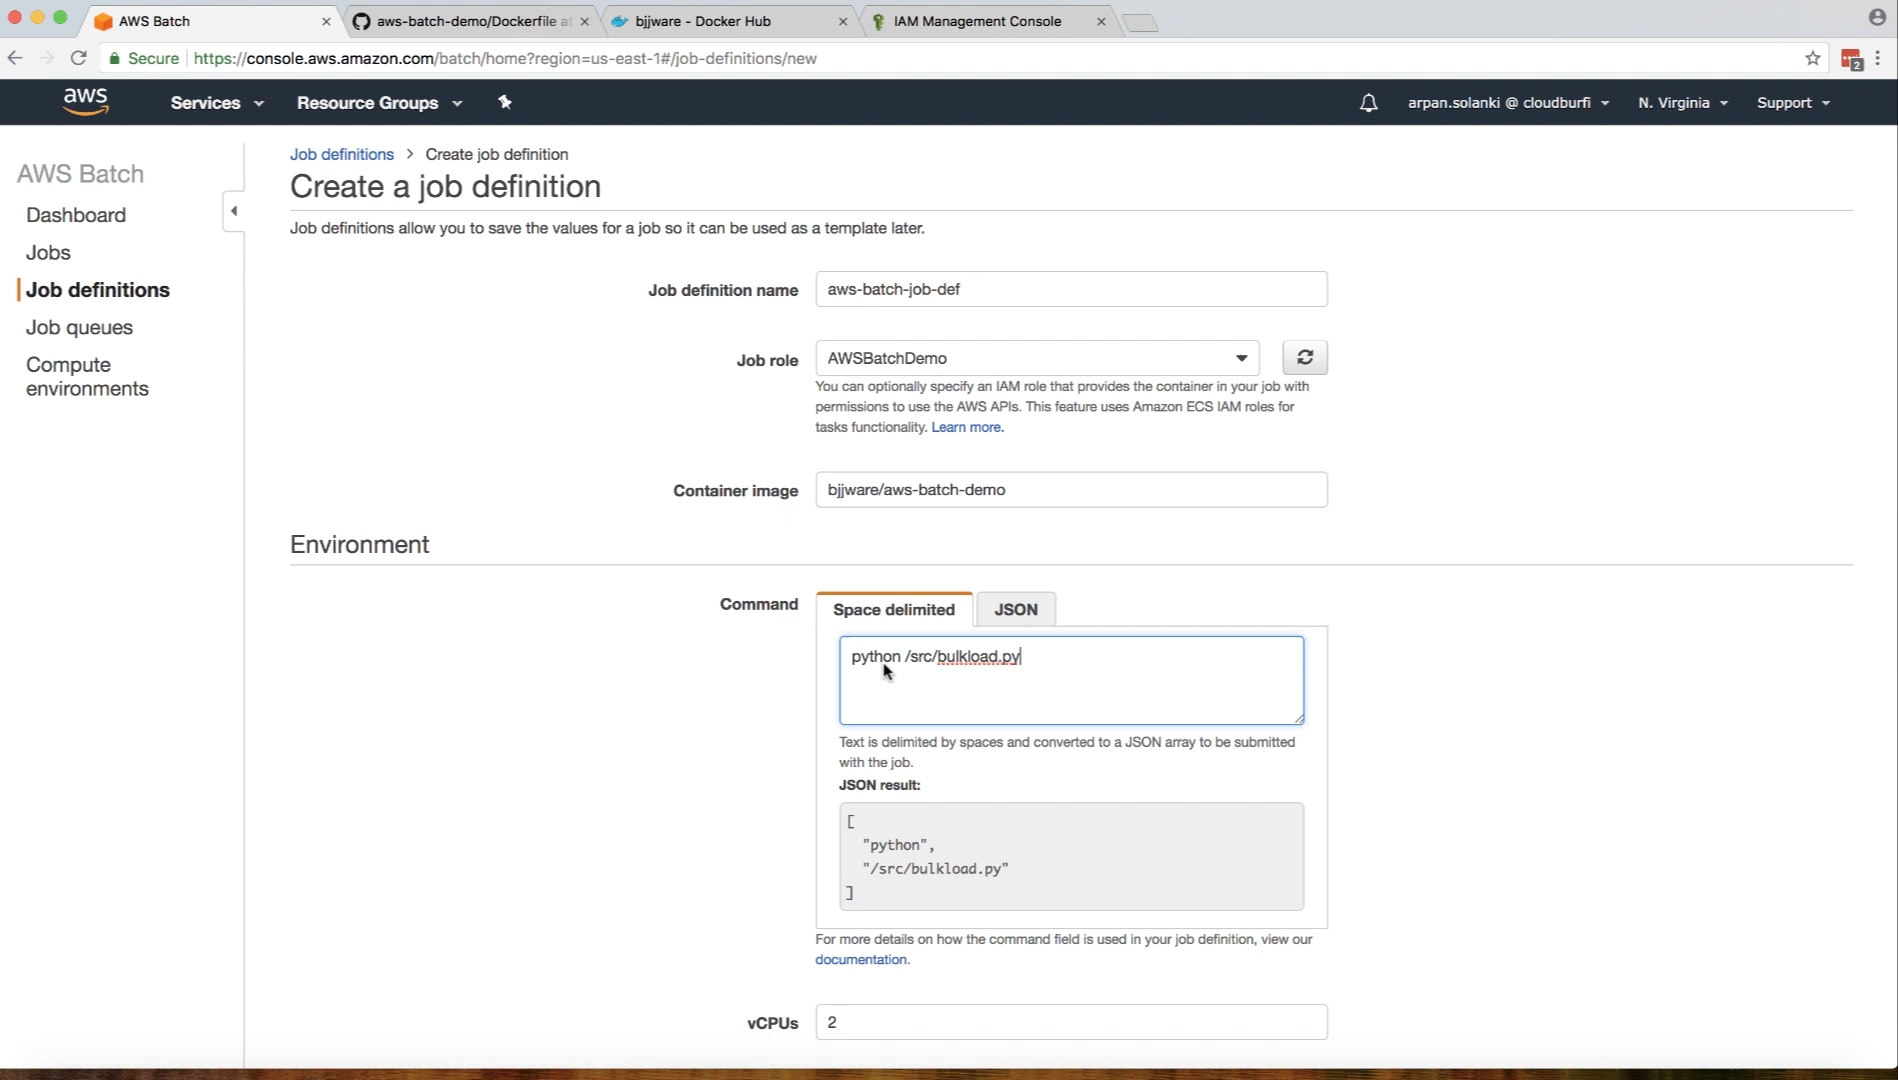 AWS Batch
aws-batch-demo/Dockerfile at
bjjware - Docker Hub
IAM Management Console
Secure
https://console.aws.amazon.com/batch/home?region=us-east-1#/job-definitions/new
2
aws
Services
Resource Groups
arpan.solanki @ cloudburfi
N. Virginia
Support
AWS Batch
Dashboard
Jobs
Job definitions
Job queues
Compute
environments
Job definitions > Create job definition
Create a job definition
Job definitions allow you to save the values for a job so it can be used as a template later.
Job definition name
aws-batch-job-def
Job role
AWSBatchDemo
You can optionally specify an IAM role that provides the container in your job with
permissions to use the AWS APIs. This feature uses Amazon ECS IAM roles for
tasks functionality. Learn more.
Container image
bjjware/aws-batch-demo
Environment
Command
Space delimited
JSON
python /src/bulkload.py
Text is delimited by spaces and converted to a JSON array to be submitted
with the job.
JSON result:
[
"python",
"/src/bulkload.py"
]
For more details on how the command field is used in your job definition, view our
documentation.
vCPUs
2